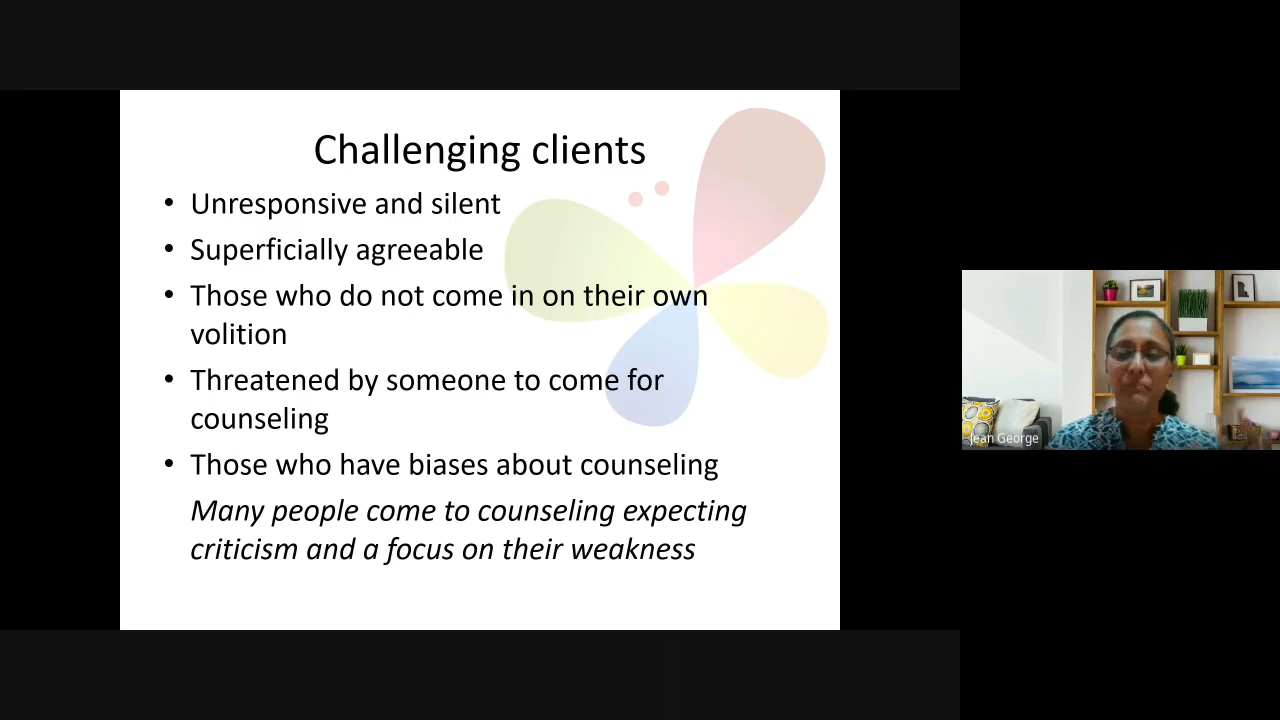 Challenging clients
• Unresponsive and silent
• Superficially agreeable
• Those who do not come in on their own
volition
• Threatened by someone to come for
counseling
• Those who have biases about counseling
Many people come to counseling expecting
criticism and a focus on their weakness
Jean George